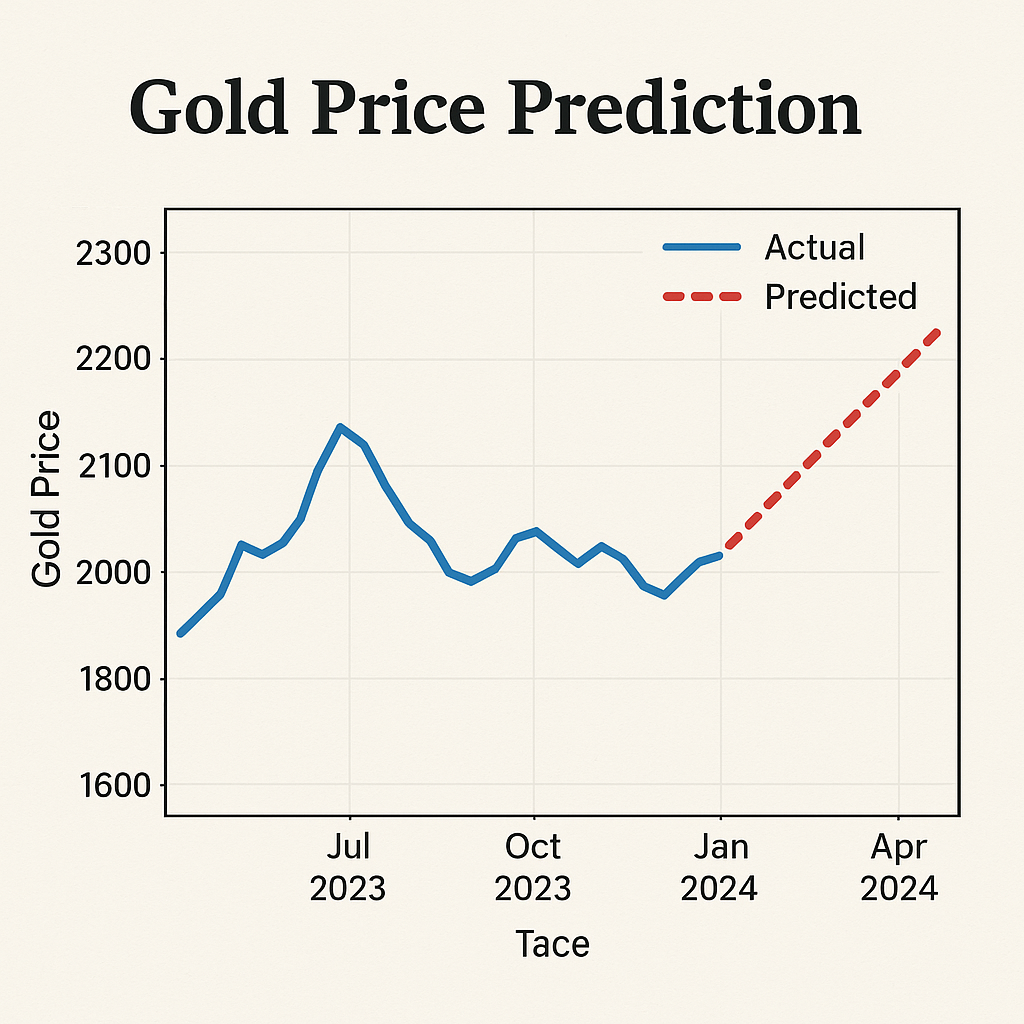 Gold Price Prediction
Actual
Predicted
Gold Price
2300
2200
2100
2000
1800
1600
Jul
2023
Oct
2023
Jan
2024
Apr
2024
Tace